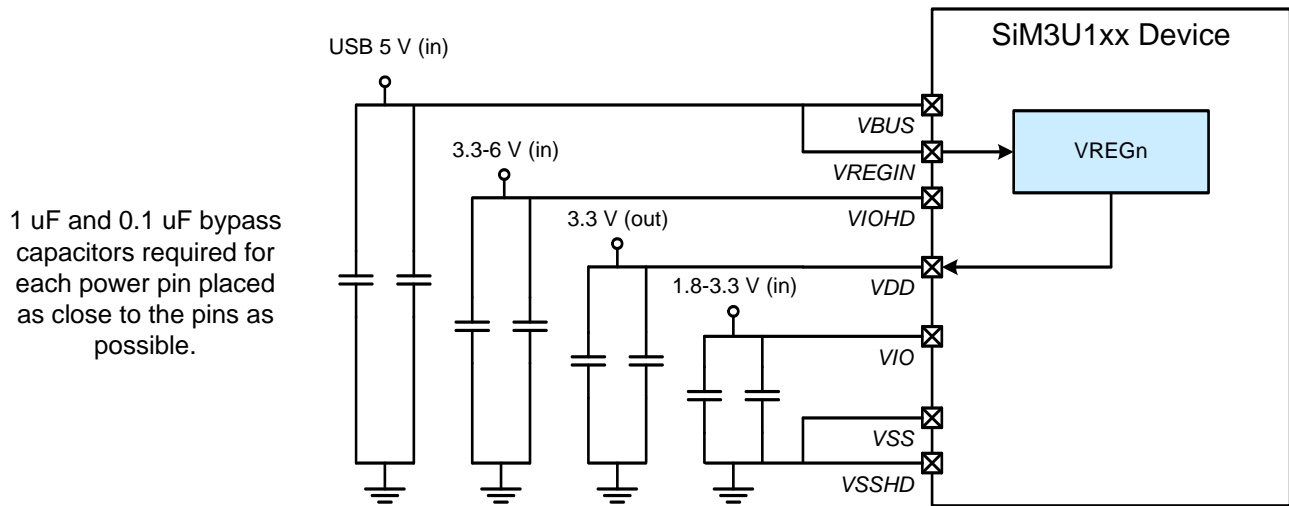 SiM3U1xx Device
USB 5 V (in)
VBUS
3.3-6 V (in)
VREGIN
VREGn
VIOHD
1 uF and 0.1 uF bypass
capacitors required for
each power pin placed
as close to the pins as
possible.
3.3 V (out)
VDD
1.8-3.3 V (in)
VIO
VSS
VSSHD